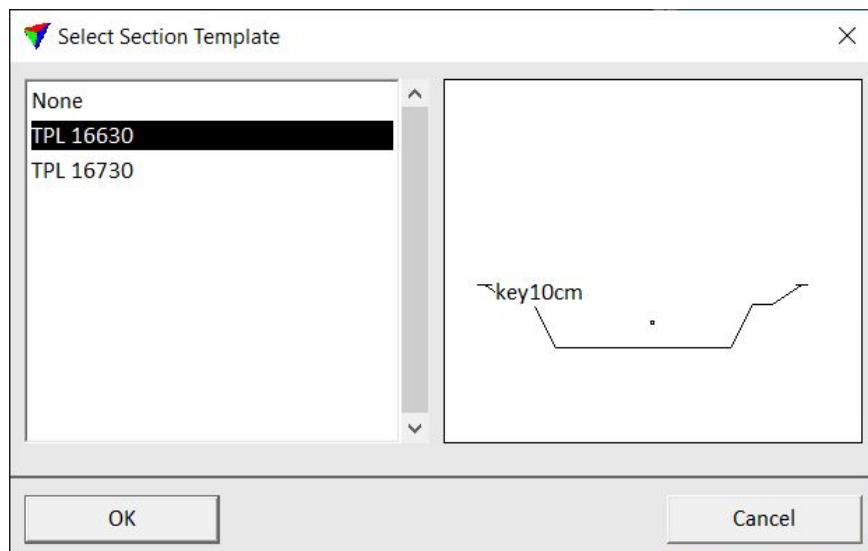 Select Section Template
None
TPL 16630
TPL 16730
key10cm
OK
Cancel